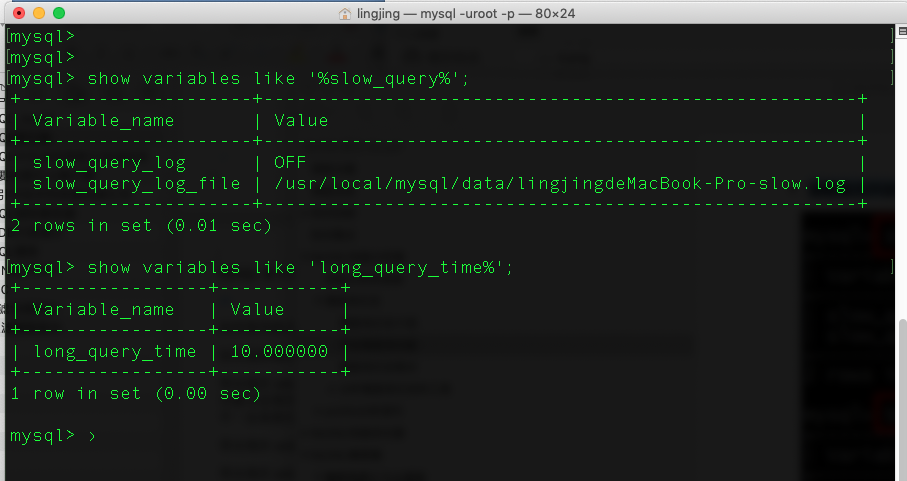 lingjing — mysql -uroot -p — 80×24
[mysql>
[mysql>
[mysql> show variables like '%slow_query%';
+---------------------+-------------------------------------------------------+
| Variable_name       | Value                                                 |
+---------------------+-------------------------------------------------------+
| slow_query_log      | OFF                                                   |
| slow_query_log_file | /usr/local/mysql/data/lingjingdeMacBook-Pro-slow.log |
+---------------------+-------------------------------------------------------+
2 rows in set (0.01 sec)
[mysql> show variables like 'long_query_time%';
+-----------------+-----------+
| Variable_name   | Value     |
+-----------------+-----------+
| long_query_time | 10.000000 |
+-----------------+-----------+
1 row in set (0.00 sec)
mysql>